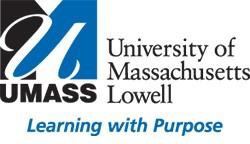 University of
Massachusetts
Lowell
UMASS
Learning with Purpose